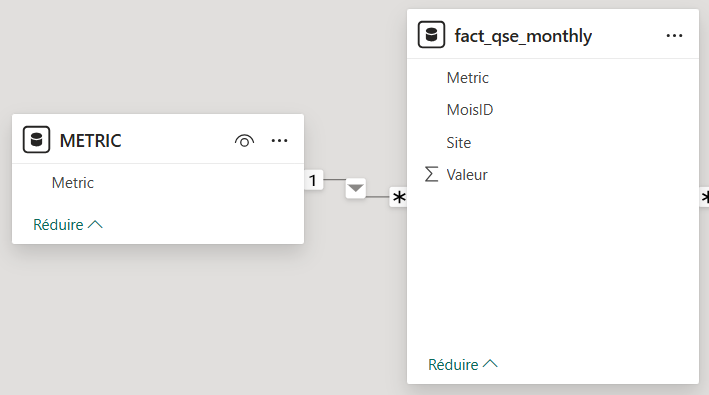 METRIC
Metric
Réduire
1
*
fact_qse_monthly
Metric
MoisID
Site
Σ Valeur
Réduire
*